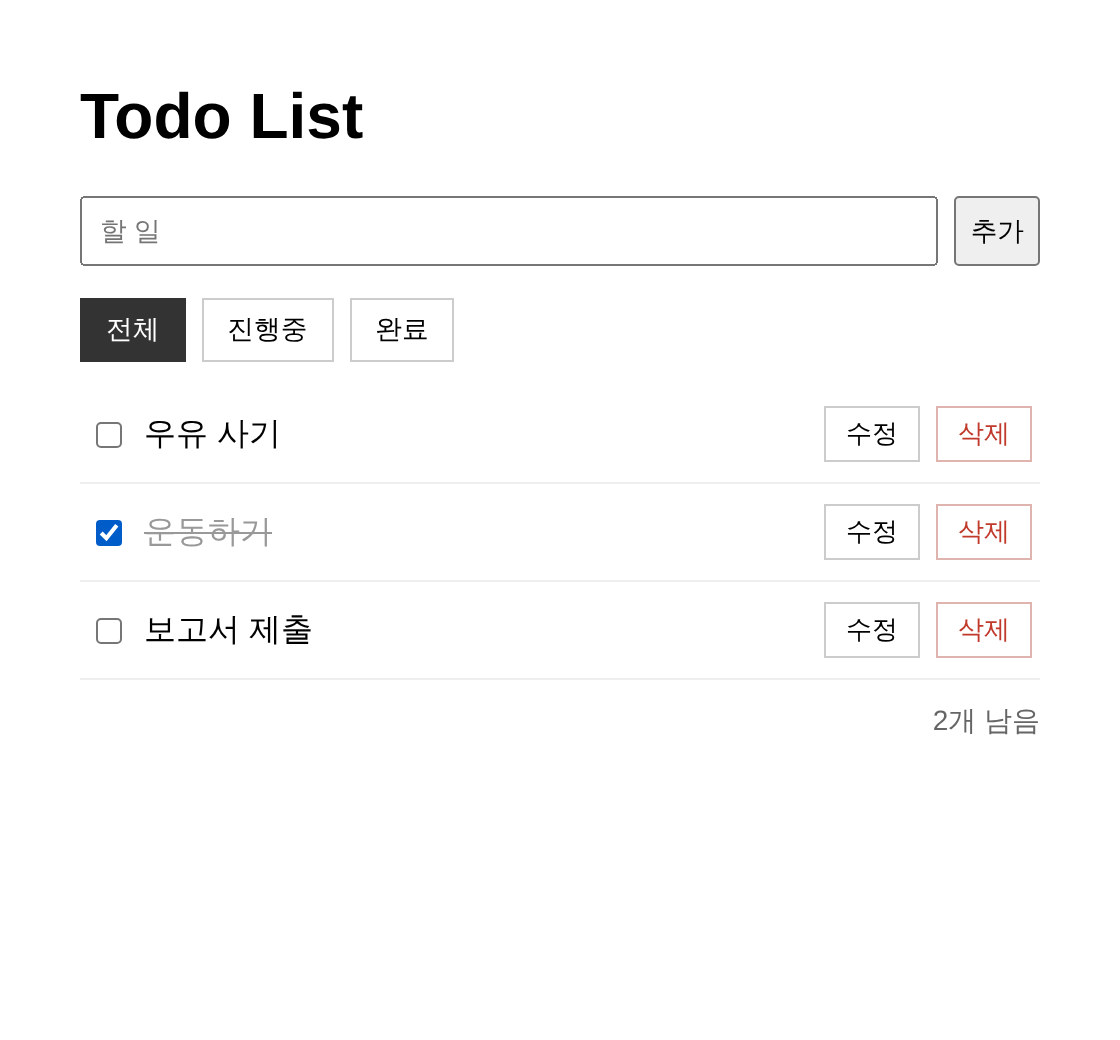 Todo List
할 일 추가
전체 진행중 완료
우유 사기 수정 삭제
운동하기 수정 삭제
보고서 제출 수정 삭제
2개 남음